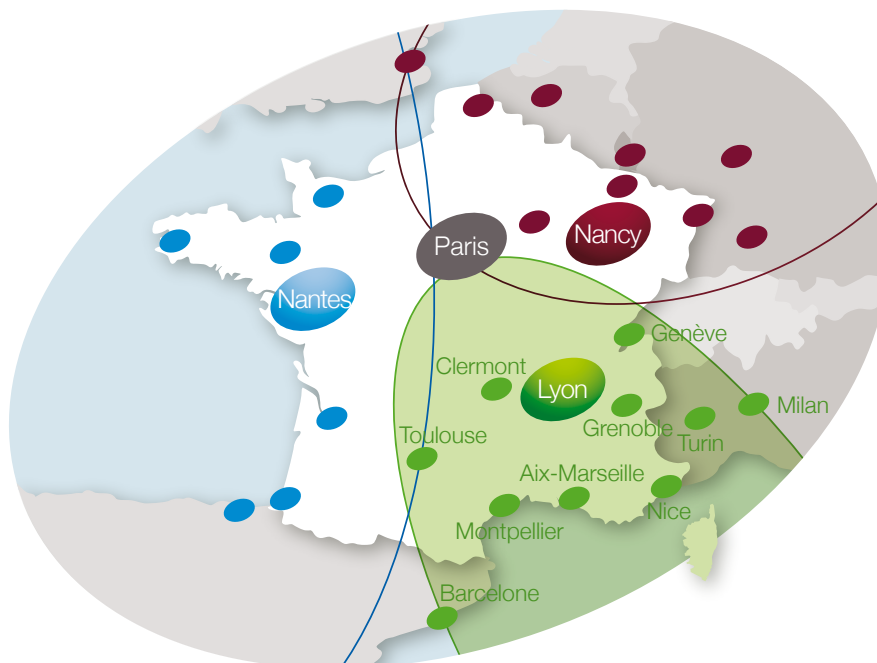 Paris
Nancy
Nantes
Genève
Clermont
Lyon
Milan
Grenoble
Toulouse
Turin
Aix-Marseille
Nice
Montpellier
Barcelone